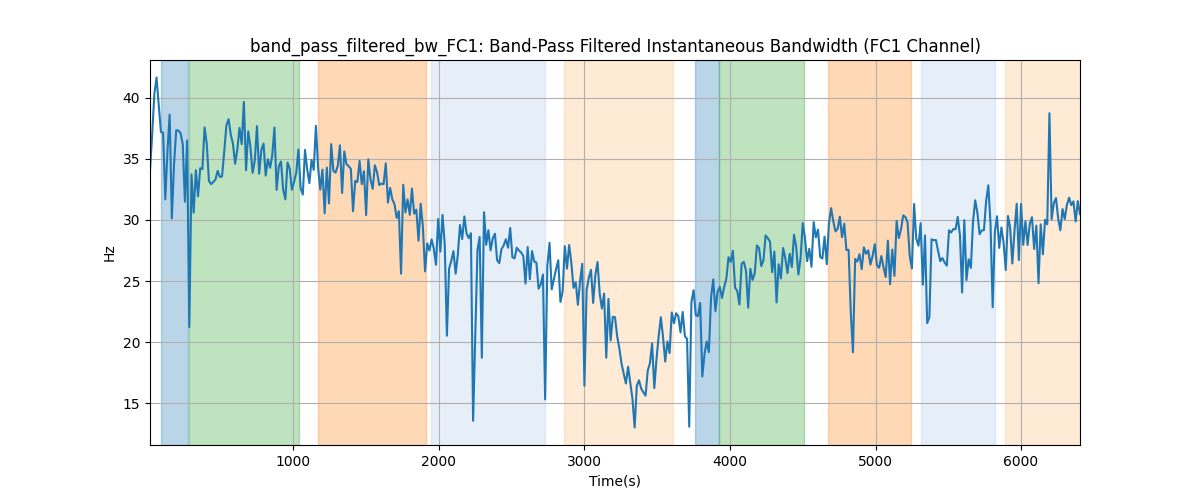 band_pass_filtered_bw_FC1: Band-Pass Filtered Instantaneous Bandwidth (FC1 Channel)
40
35
30
25
20
15
Hz
1000 2000 3000 4000 5000 6000
Time(s)